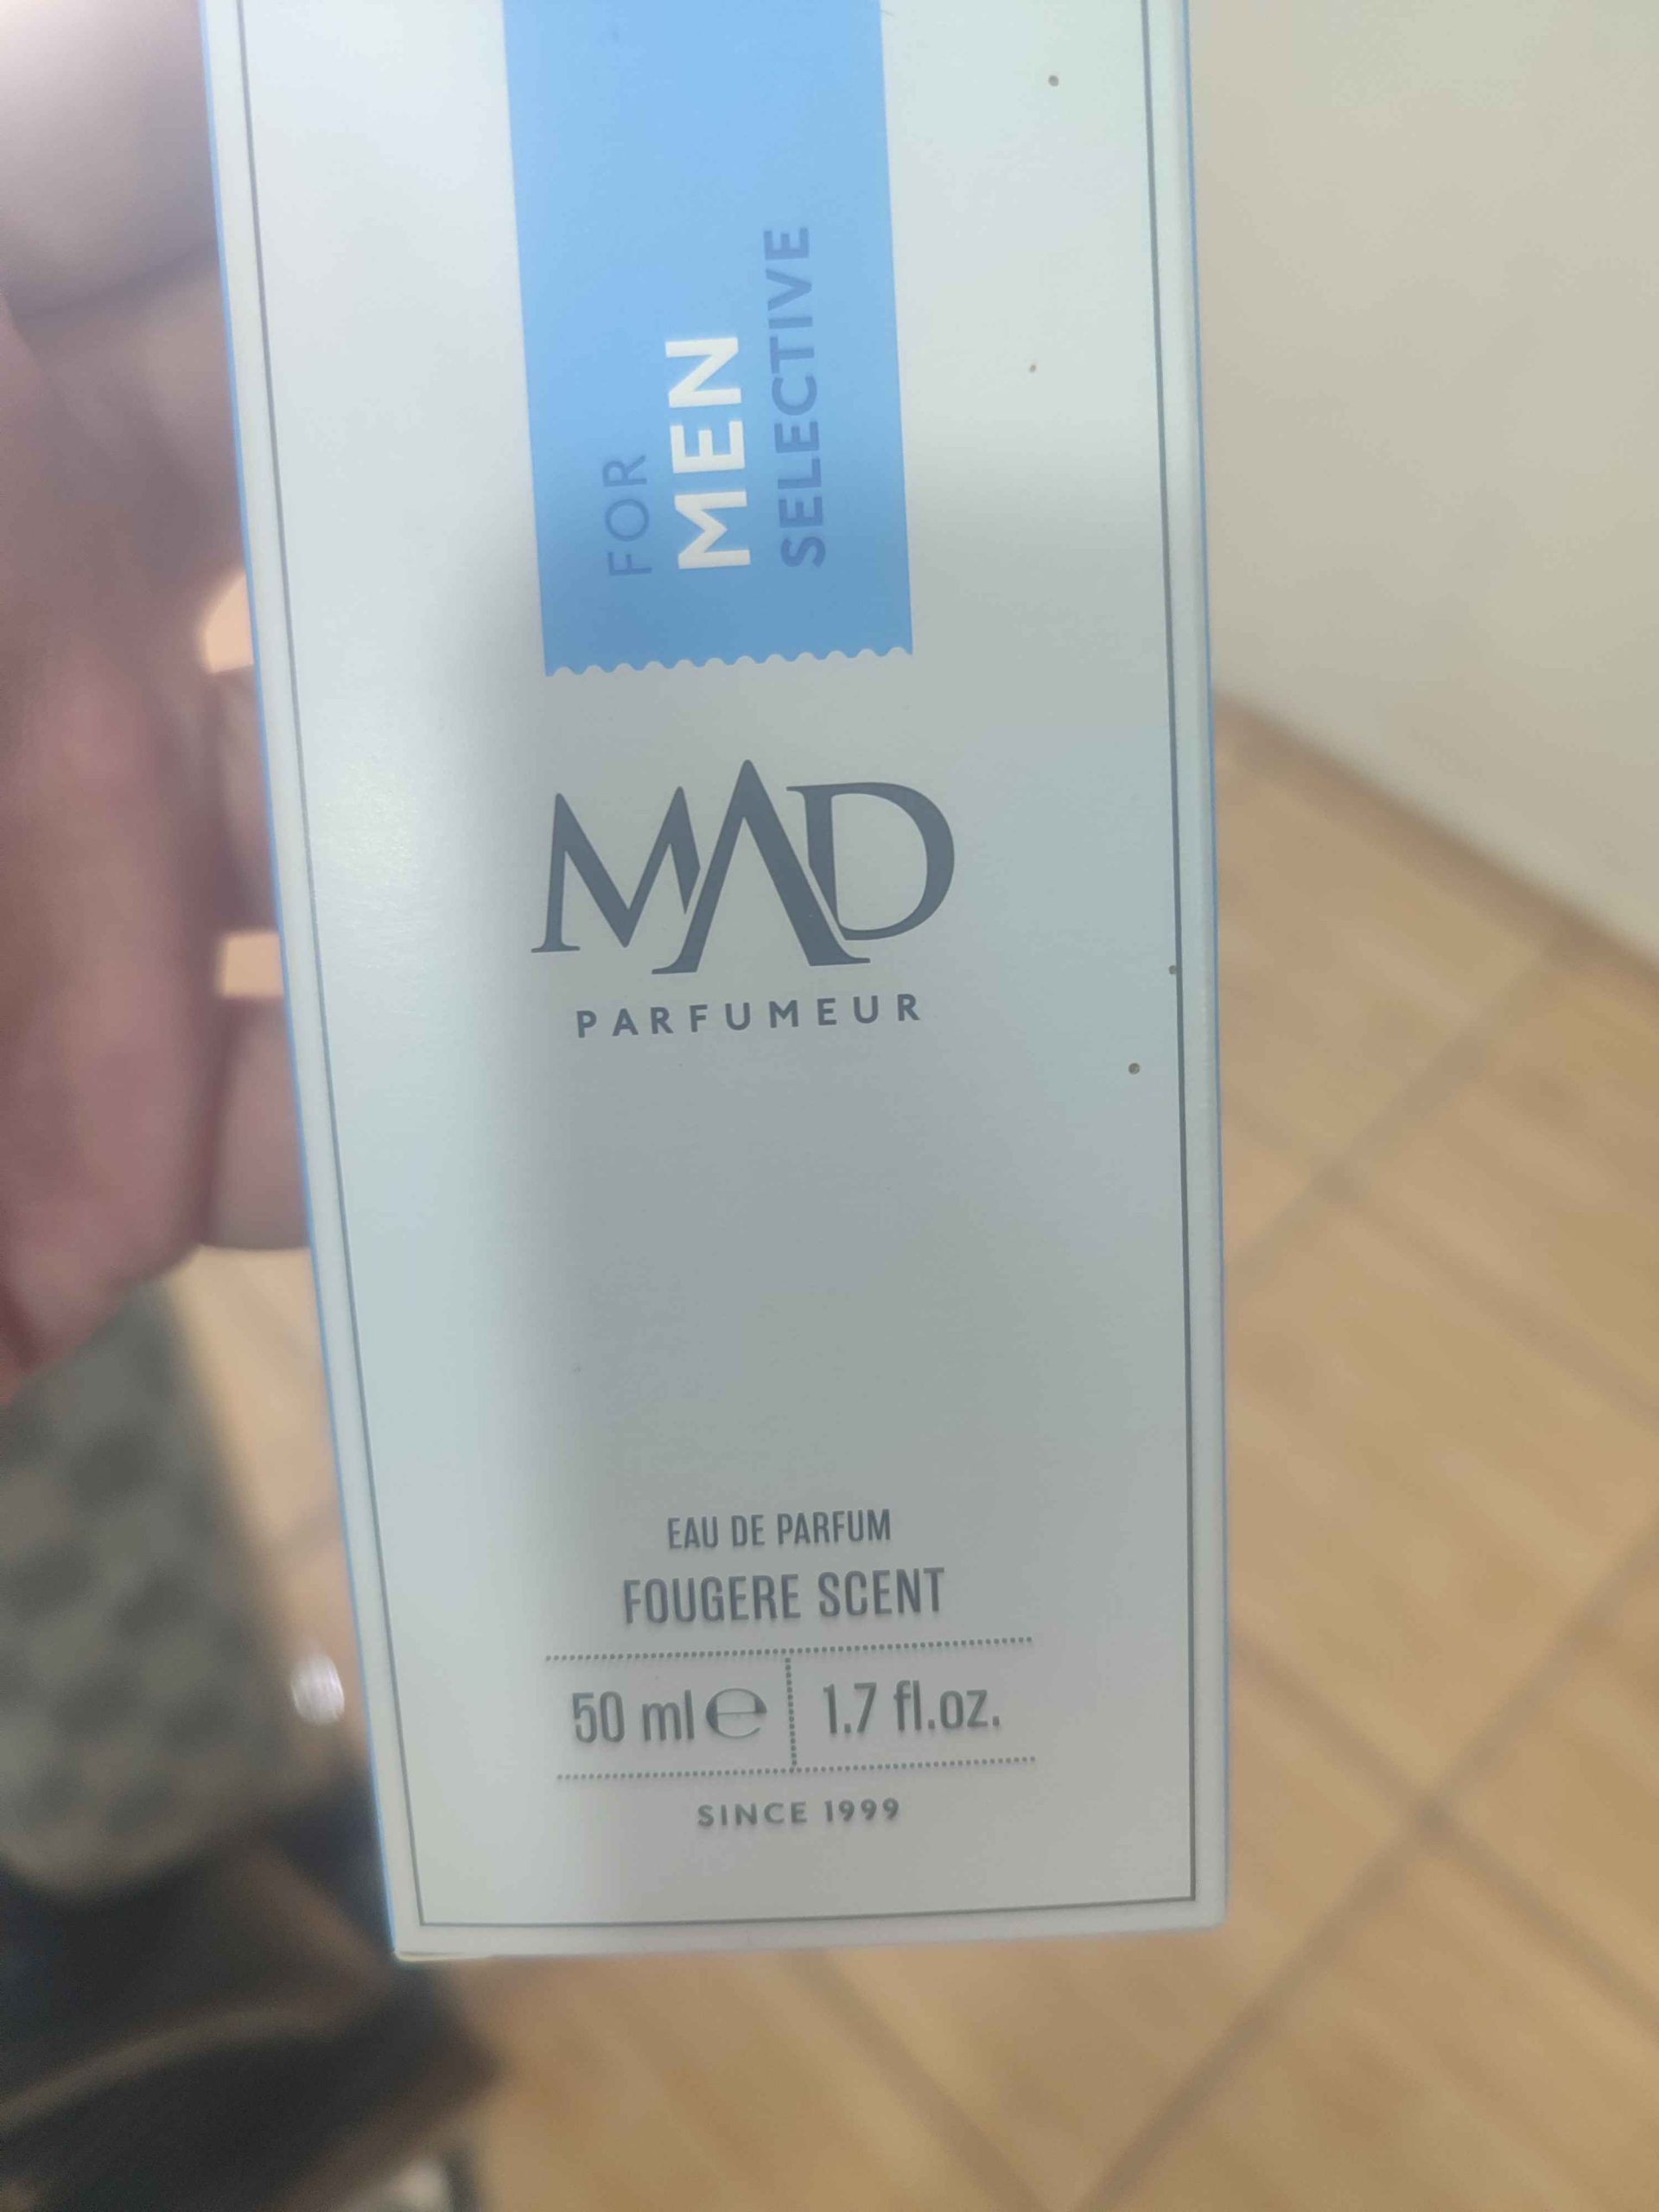 FOR
MEN
SELECTIVE
MAD
PARFUMEUR
EAU DE PARFUM
FOUGERE SCENT
50 ml ℮ 1.7 fl.oz.
SINCE 1999